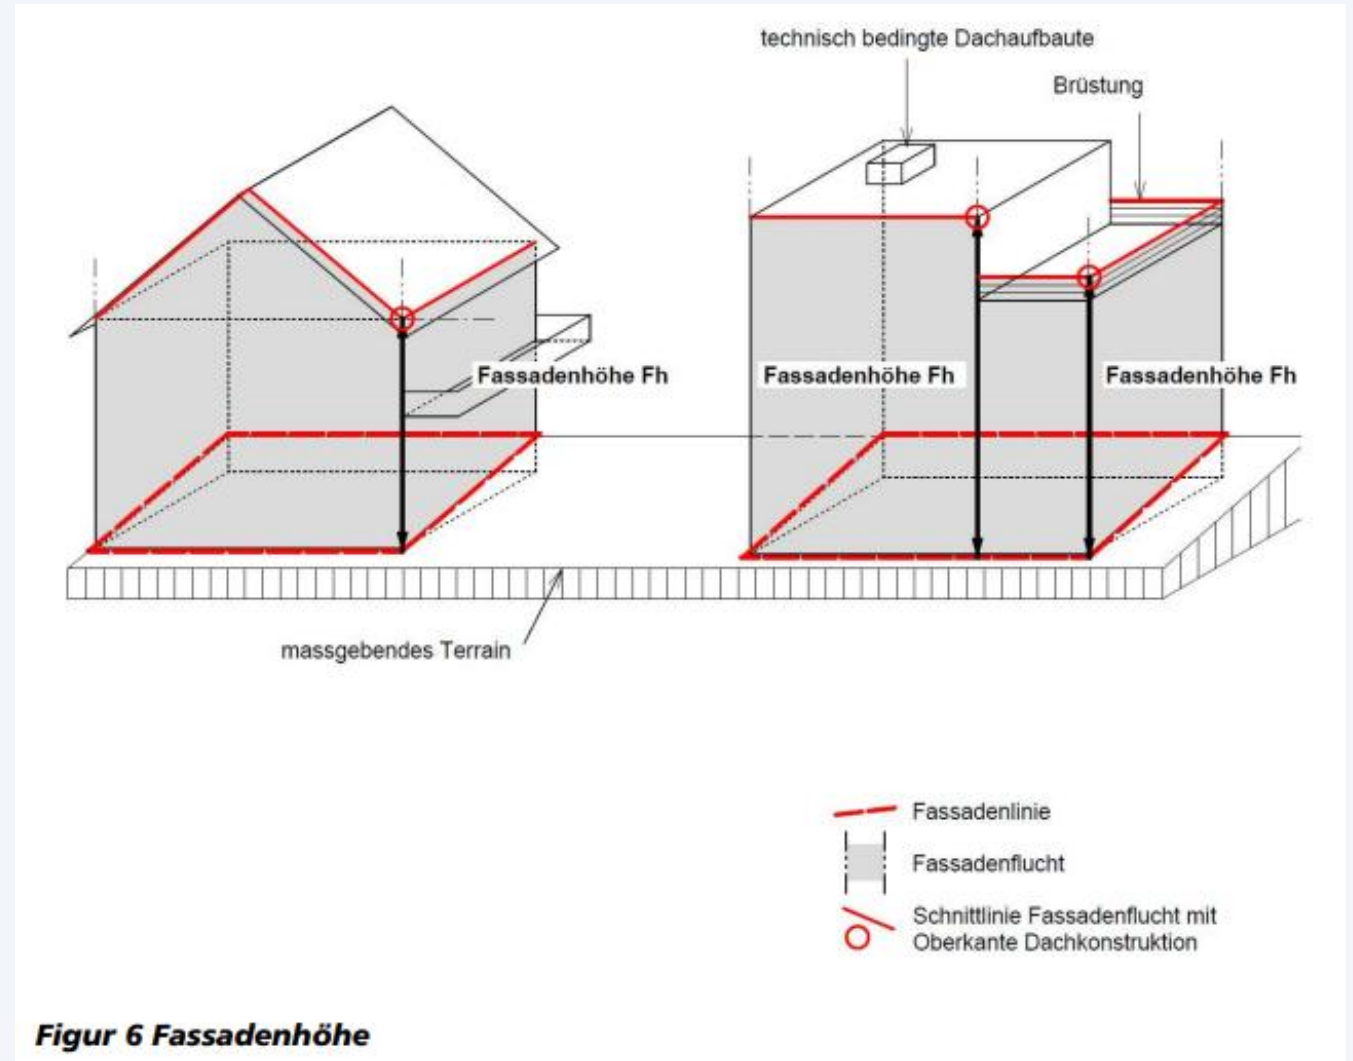 technisch bedingte Dachaufbaute
Brüstung
Fassadenhöhe Fh
Fassadenhöhe Fh
Fassadenhöhe Fh
massgebendes Terrain
Fassadenlinie
Fassadenflucht
Schnittlinie Fassadenflucht mit
Oberkante Dachkonstruktion
Figur 6 Fassadenhöhe